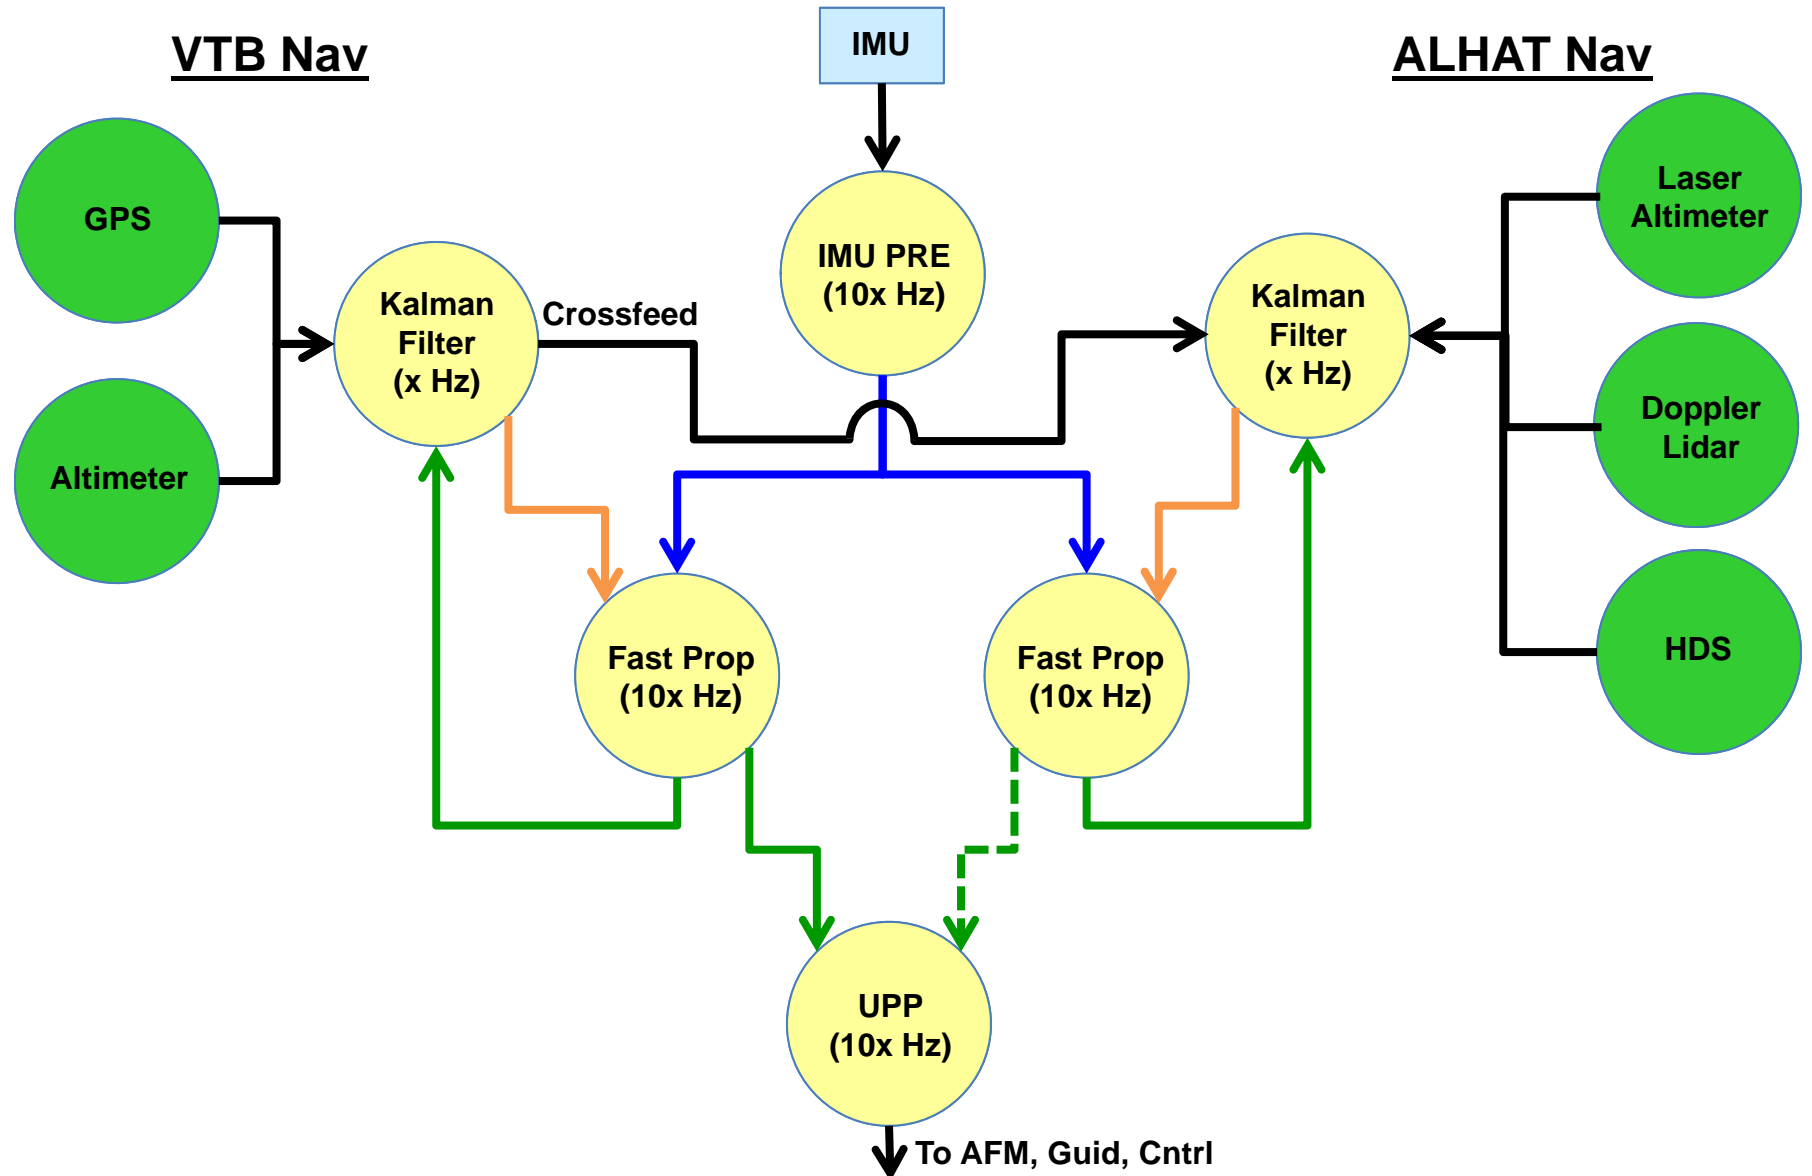 VTB Nav
IMU
ALHAT Nav
GPS
Altimeter
Kalman
Filter
(x Hz)
Crossfeed
IMU PRE
(10x Hz)
Kalman
Filter
(x Hz)
Laser
Altimeter
Doppler
Lidar
HDS
Fast Prop
(10x Hz)
Fast Prop
(10x Hz)
UPP
(10x Hz)
To AFM, Guid, Cntrl